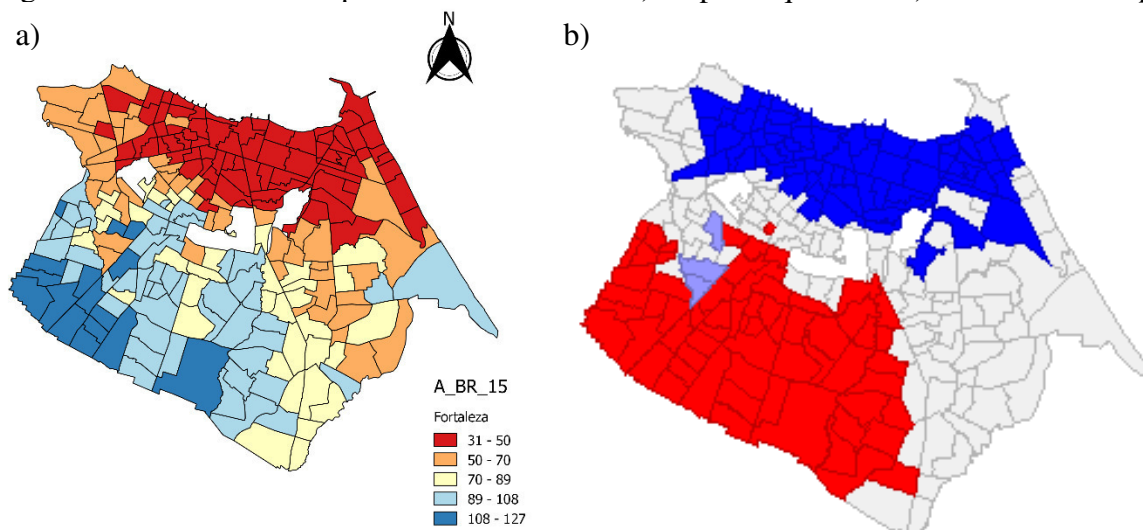 a)
N
b)
A_BR_15
Fortaleza
31 - 50
50 - 70
70 - 89
89 - 108
108 - 127